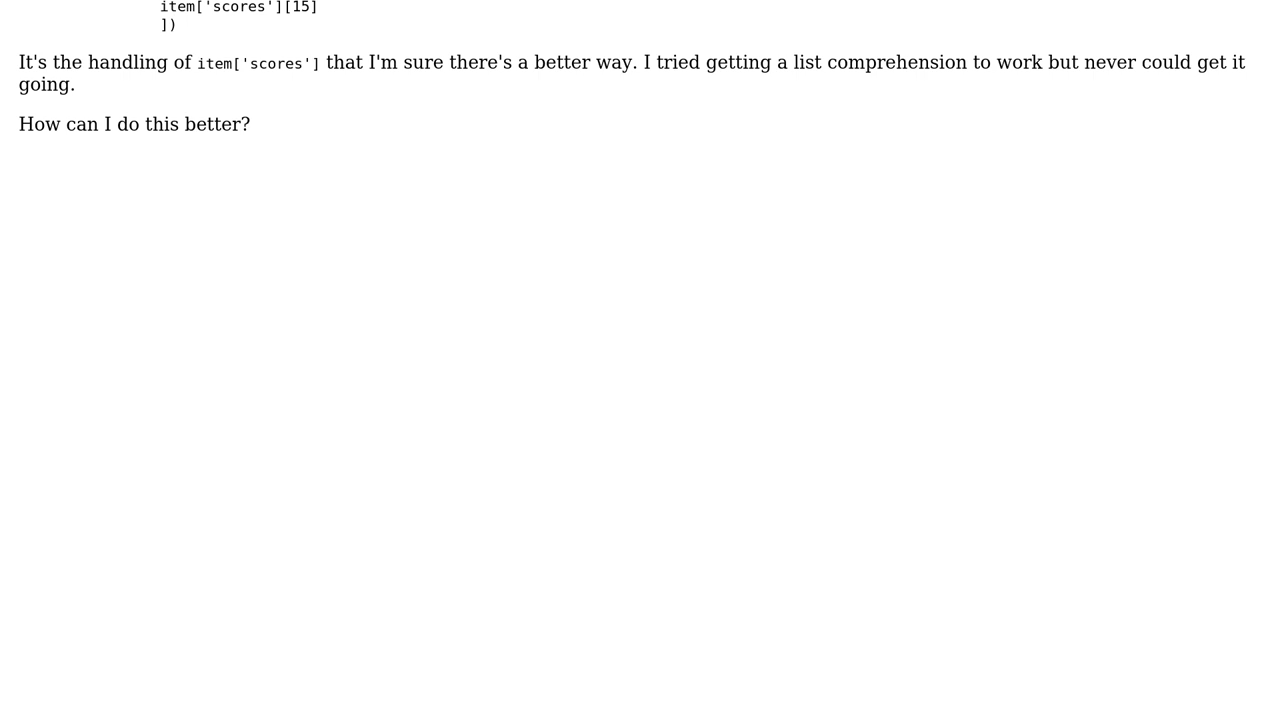 item['scores'][15]
])
It's the handling of item['scores'] that I'm sure there's a better way. I tried getting a list comprehension to work but never could get it
going.
How can I do this better?